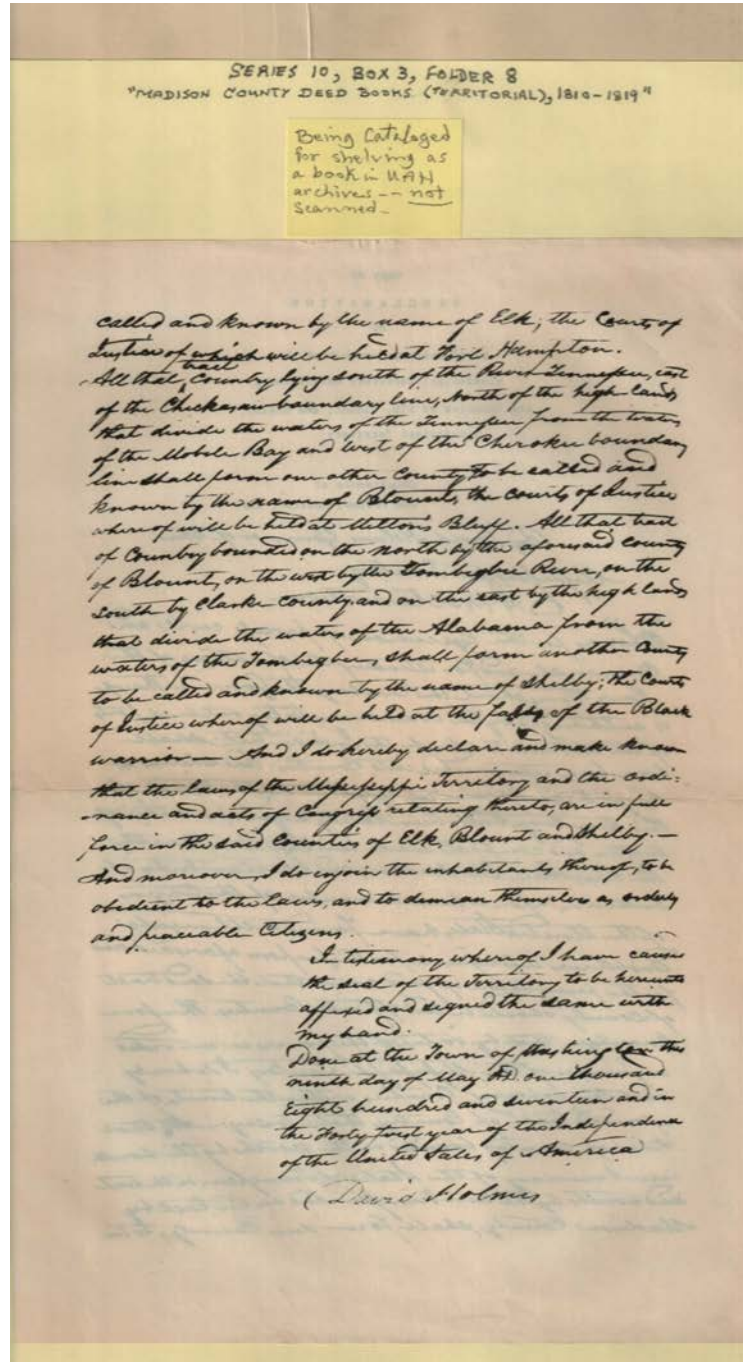 SERIES 10, BOX 3, FOLDER 8
"MADISON COUNTY DEED BOOKS (TERRITORIAL), 1810-1819"
Being Cataloged
for shelving as
a book in UAH
archives -- not
scanned -
called and known by the name of Elk; the Courts of
Justice of which will be held at Fort Hampton.
All that tract Country lying south of the River Tennessee, east
of the Chickasaw boundary line, North of the high lands
that divide the waters of the Tennessee from the waters
of the Mobile Bay and west of the Cherokee boundary
line shall form one other County to be called and
known by the name of Blount, the courts of Justice
whereof will be held at Meltons Bluff. All that tract
of Country bounded on the north by the aforesaid county
of Blount, on the west by the Tombigbee River, on the
south by Clarke County and on the east by the high lands
that divide the waters of the Alabama from the
waters of the Tombigbee, shall form another County
to be called and known by the name of Shelby; the Courts
of Justice whereof will be held at the falls of the Black
warrior — And I do hereby declare and make known
that the laws of the Mississippi Territory and the ordi-
-nance and acts of Congress relating thereto, are in full
force in the said Counties of Elk, Blount and Shelby. —
And moreover, I do enjoin the inhabitants thereof, to be
obedient to the laws, and to demean themselves as orderly
and peaceable Citizens.
In testimony whereof I have cause
the seal of the Territory to be hereunto
affixed and signed the same with
my hand.
Done at the Town of Washington this
ninth day of May AD. one thousand
Eight hundred and seventeen and in
the Forty first year of the Independence
of the United States of America
David Holmes